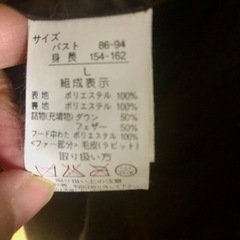 サイズ
バスト 86-94
身長 154-162
L
組成表示
表地 ポリエステル 100%
裏地 ポリエステル 100%
詰物(充填物) ダウン 50%
フェザー 50%
フード中わた ポリエステル 100%
<ファー部分> 毛皮(ラビット)
取り扱い方